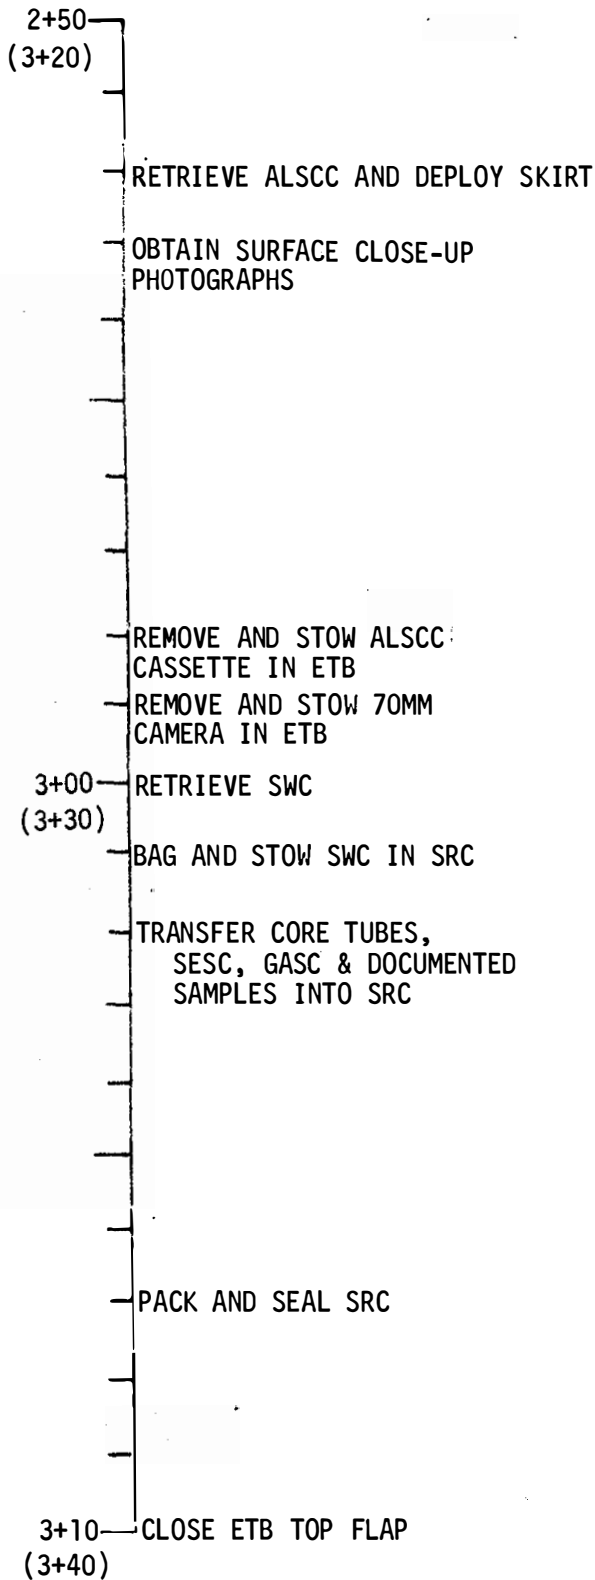 2+50
(3+20)
RETRIEVE ALSCC AND DEPLOY SKIRT
OBTAIN SURFACE CLOSE-UP
PHOTOGRAPHS
REMOVE AND STOW ALSCC
CASSETTE IN ETB
REMOVE AND STOW 70MM
CAMERA IN ETB
3+00 RETRIEVE SWC
(3+30)
BAG AND STOW SWC IN SRC
TRANSFER CORE TUBES,
SESC, GASC & DOCUMENTED
SAMPLES INTO SRC
PACK AND SEAL SRC
3+10 CLOSE ETB TOP FLAP
(3+40)